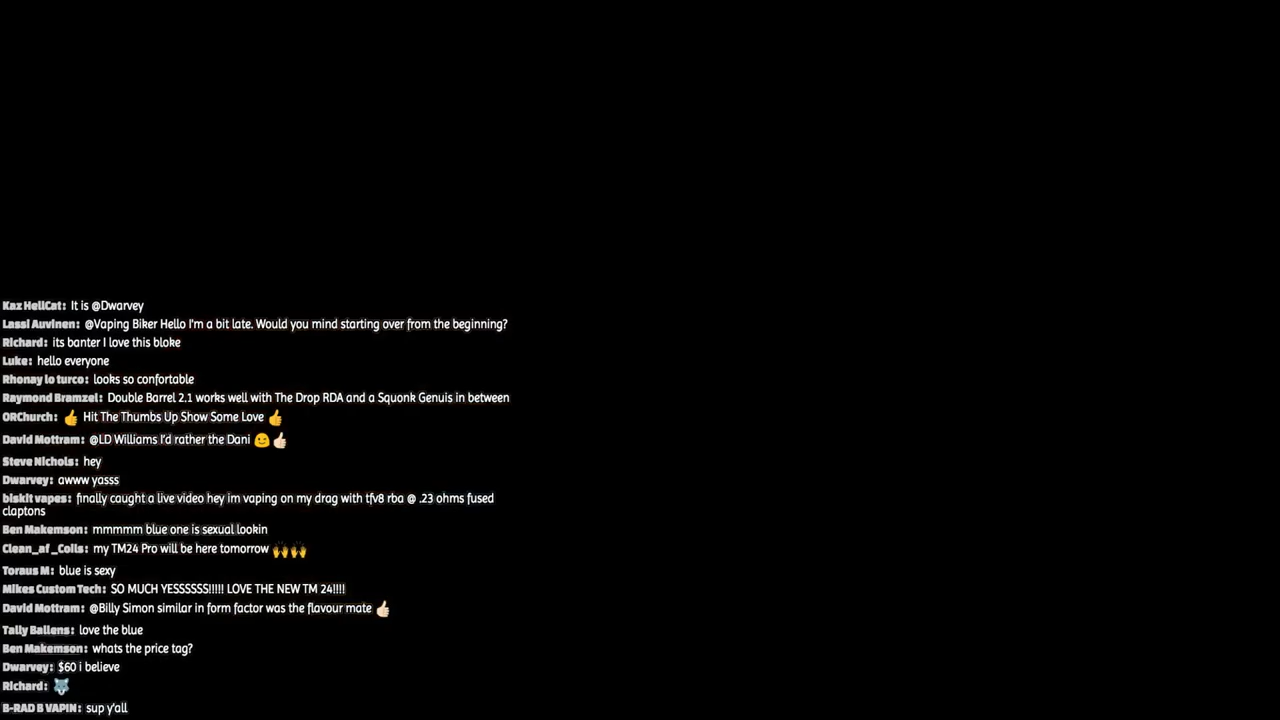 Kaz HellCat: It is @Dwarvey
Lassi Auvinen: @Vaping Biker Hello I'm a bit late. Would you mind starting over from the beginning?
Richard: its banter I love this bloke
Luke: hello everyone
Rhonay lo turco: looks so confortable
Raymond Bramzel: Double Barrel 2.1 works well with The Drop RDA and a Squonk Genuis in between
ORChurch: 👍 Hit The Thumbs Up Show Some Love 👍
David Mottram: @LD Williams I'd rather the Dani 🙂👍🏻
Steve Nichols: hey
Dwarvey: awww yasss
biskit vapes: finally caught a live video hey im vaping on my drag with tfv8 rba @ .23 ohms fused
claptons
Ben Makemson: mmmmm blue one is sexual lookin
Clean_af_Coils: my TM24 Pro will be here tomorrow 🙌🙌
Toraus M: blue is sexy
Mikes Custom Tech: SO MUCH YESSSSSS!!!!! LOVE THE NEW TM 24!!!!
David Mottram: @Billy Simon similar in form factor was the flavour mate 👍🏻
Tally Ballens: love the blue
Ben Makemson: whats the price tag?
Dwarvey: $60 i believe
Richard: 🐺
B-RAD B VAPIN: sup y'all